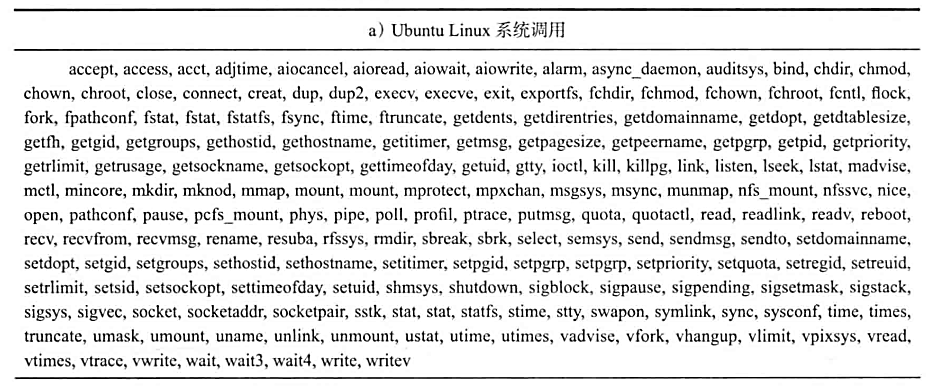 a）Ubuntu Linux 系统调用
accept, access, acct, adjtime, aiocancel, aioread, aiowait, aiowrite, alarm, async_daemon, auditsys, bind, chdir, chmod,
chown, chroot, close, connect, creat, dup, dup2, execv, execve, exit, exportfs, fchdir, fchmod, fchown, fchroot, fcntl, flock,
fork, fpathconf, fstat, fstat, fstatfs, fsync, ftime, ftruncate, getdents, getdirentries, getdomainname, getdopt, getdtablesize,
getfh, getgid, getgroups, gethostid, gethostname, getitimer, getmsg, getpagesize, getpeername, getpgrp, getpid, getpriority,
getrlimit, getrusage, getsockname, getsockopt, gettimeofday, getuid, gtty, ioctl, kill, killpg, link, listen, lseek, lstat, madvise,
mctl, mincore, mkdir, mknod, mmap, mount, mount, mprotect, mpxchan, msgsys, msync, munmap, nfs_mount, nfssvc, nice,
open, pathconf, pause, pcfs_mount, phys, pipe, poll, profil, ptrace, putmsg, quota, quotactl, read, readlink, readv, reboot,
recv, recvfrom, recvmsg, rename, resuba, rfssys, rmdir, sbreak, sbrk, select, semsys, send, sendmsg, sendto, setdomainname,
setdopt, setgid, setgroups, sethostid, sethostname, setitimer, setpgid, setpgrp, setpgrp, setpriority, setquota, setregid, setreuid,
setrlimit, setsid, setsockopt, settimeofday, setuid, shmsys, shutdown, sigblock, sigpause, sigpending, sigsetmask, sigstack,
sigsys, sigvec, socket, socketaddr, socketpair, sstk, stat, stat, statfs, stime, stty, swapon, symlink, sync, sysconf, time, times,
truncate, umask, umount, uname, unlink, unmount, ustat, utime, utimes, vadvise, vfork, vhangup, vlimit, vpixsys, vread,
vtimes, vtrace, vwrite, wait, wait3, wait4, write, writev